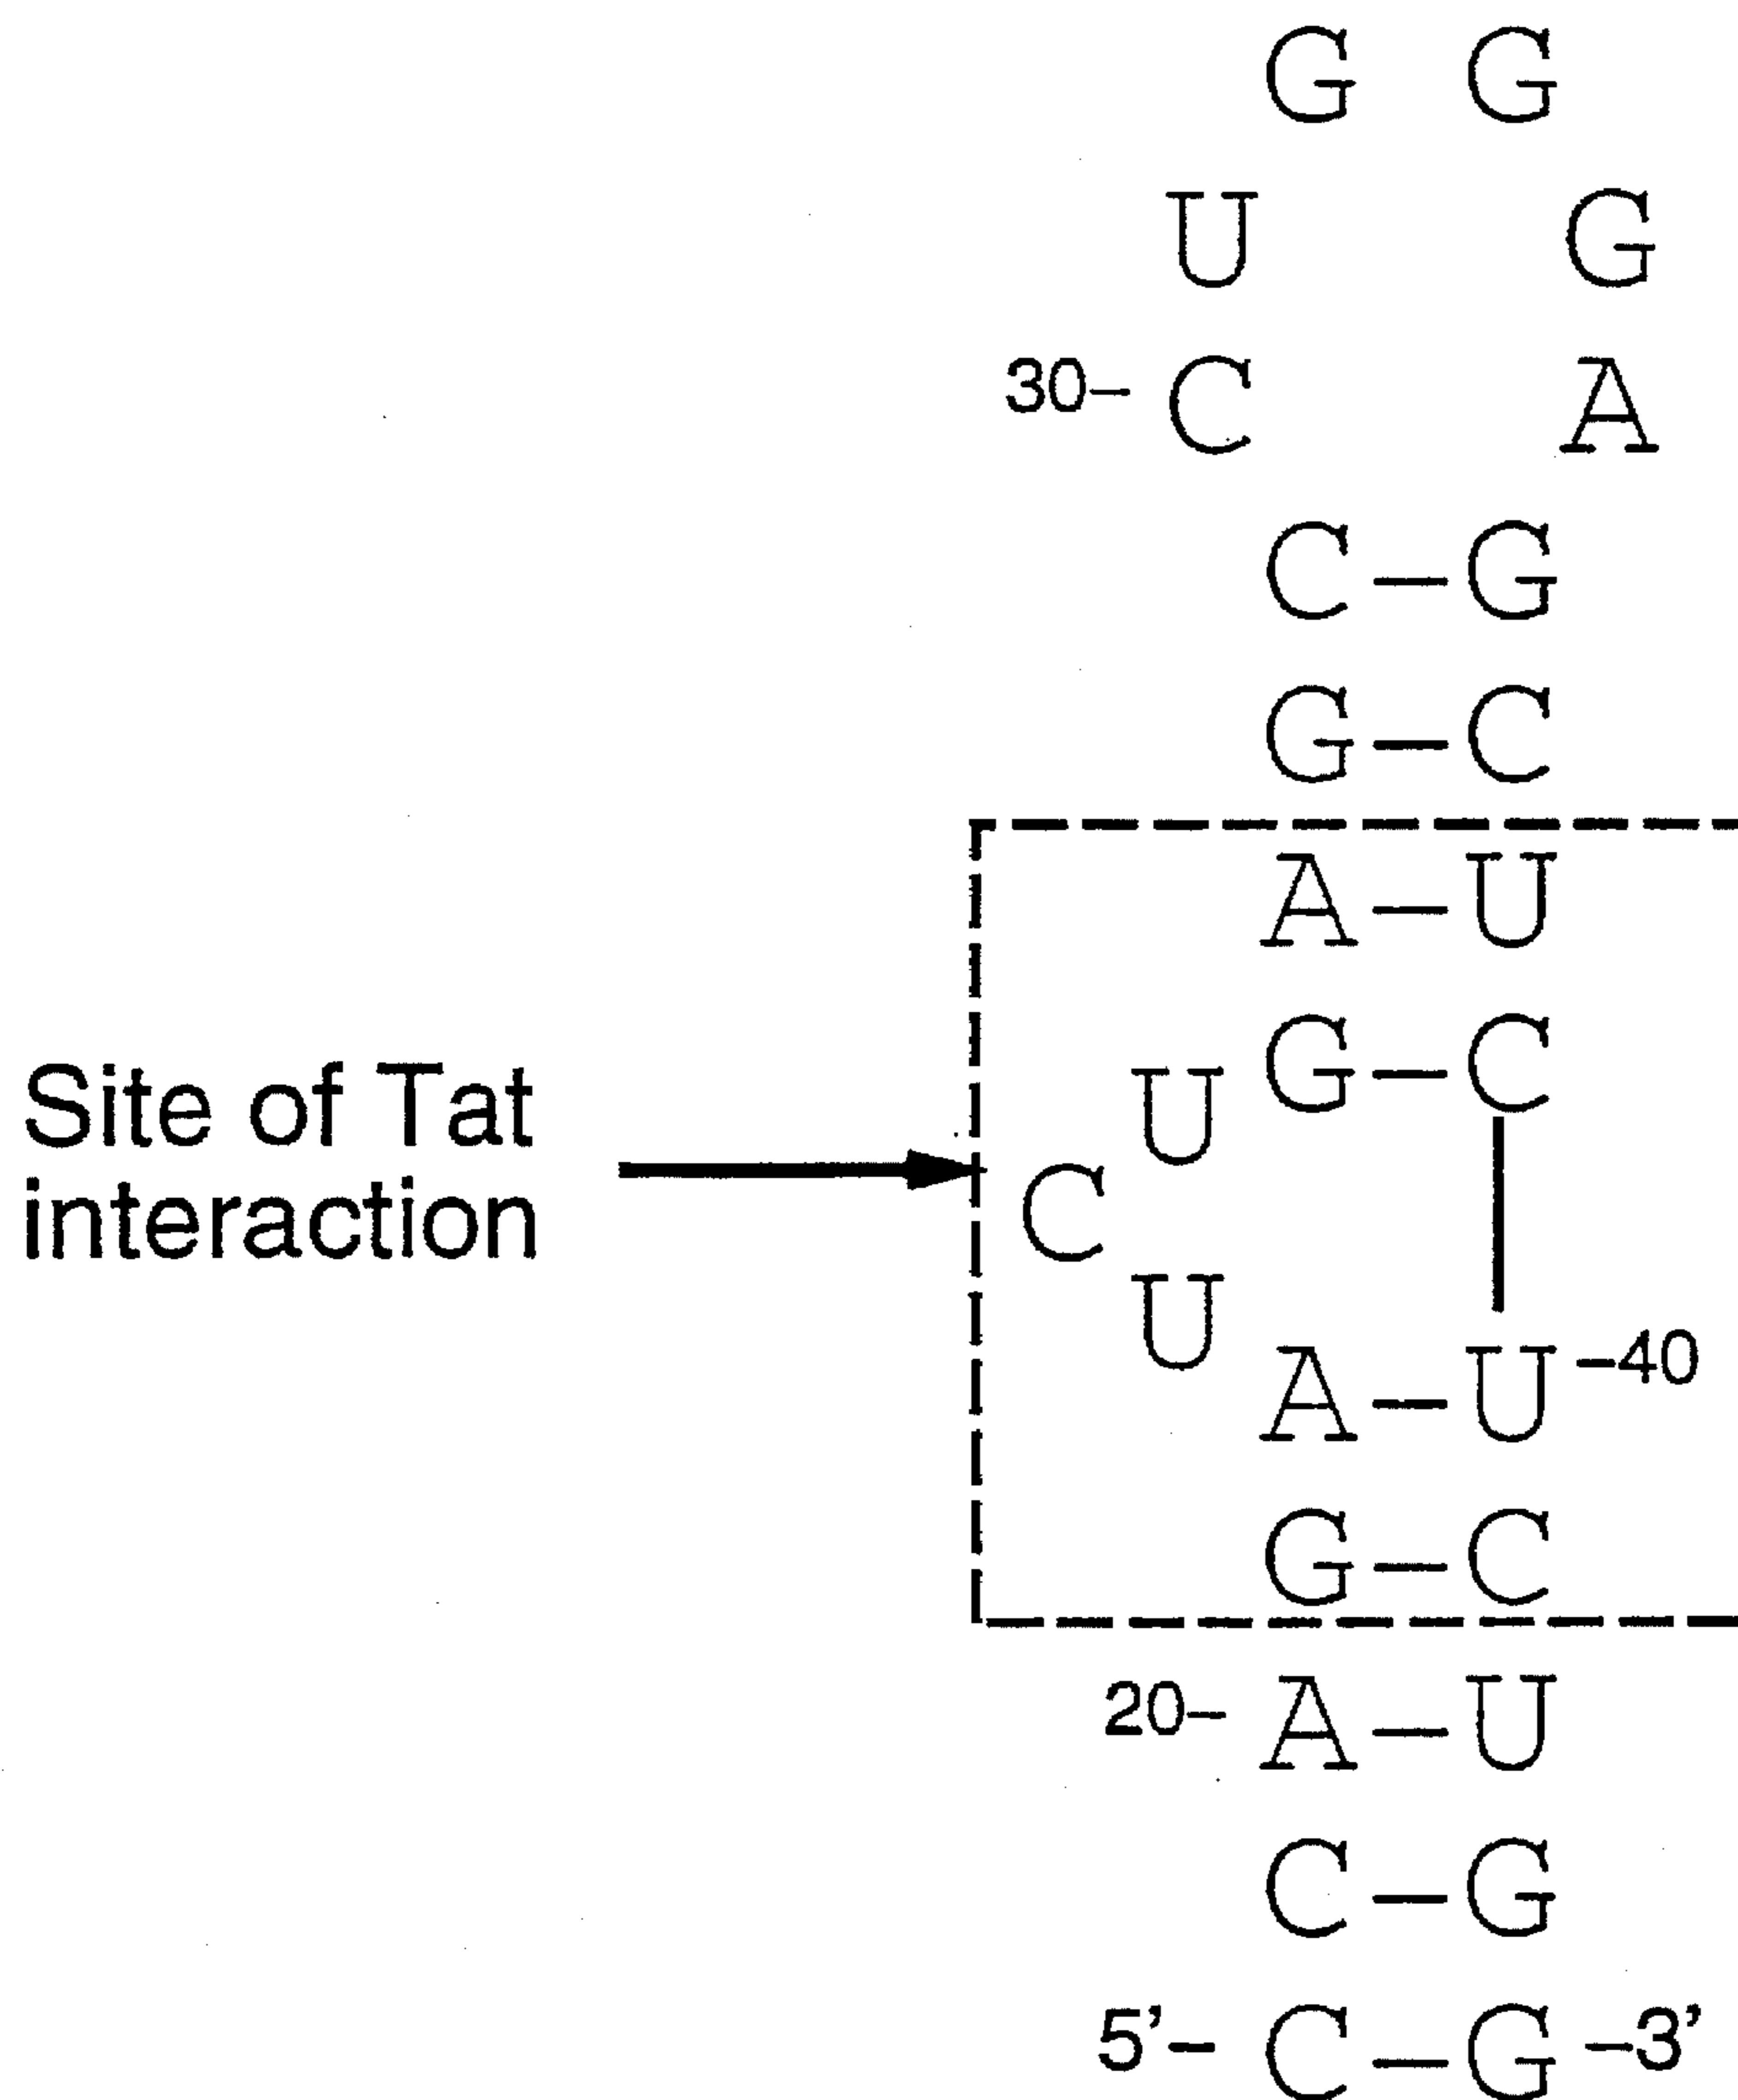 G G
U G
30- C A
C-G
G-C
A-U
G-C
U
Site of Tat
C
interaction
U
A-U -40
G-C
20- A-U
C-G
5'- C-G -3'